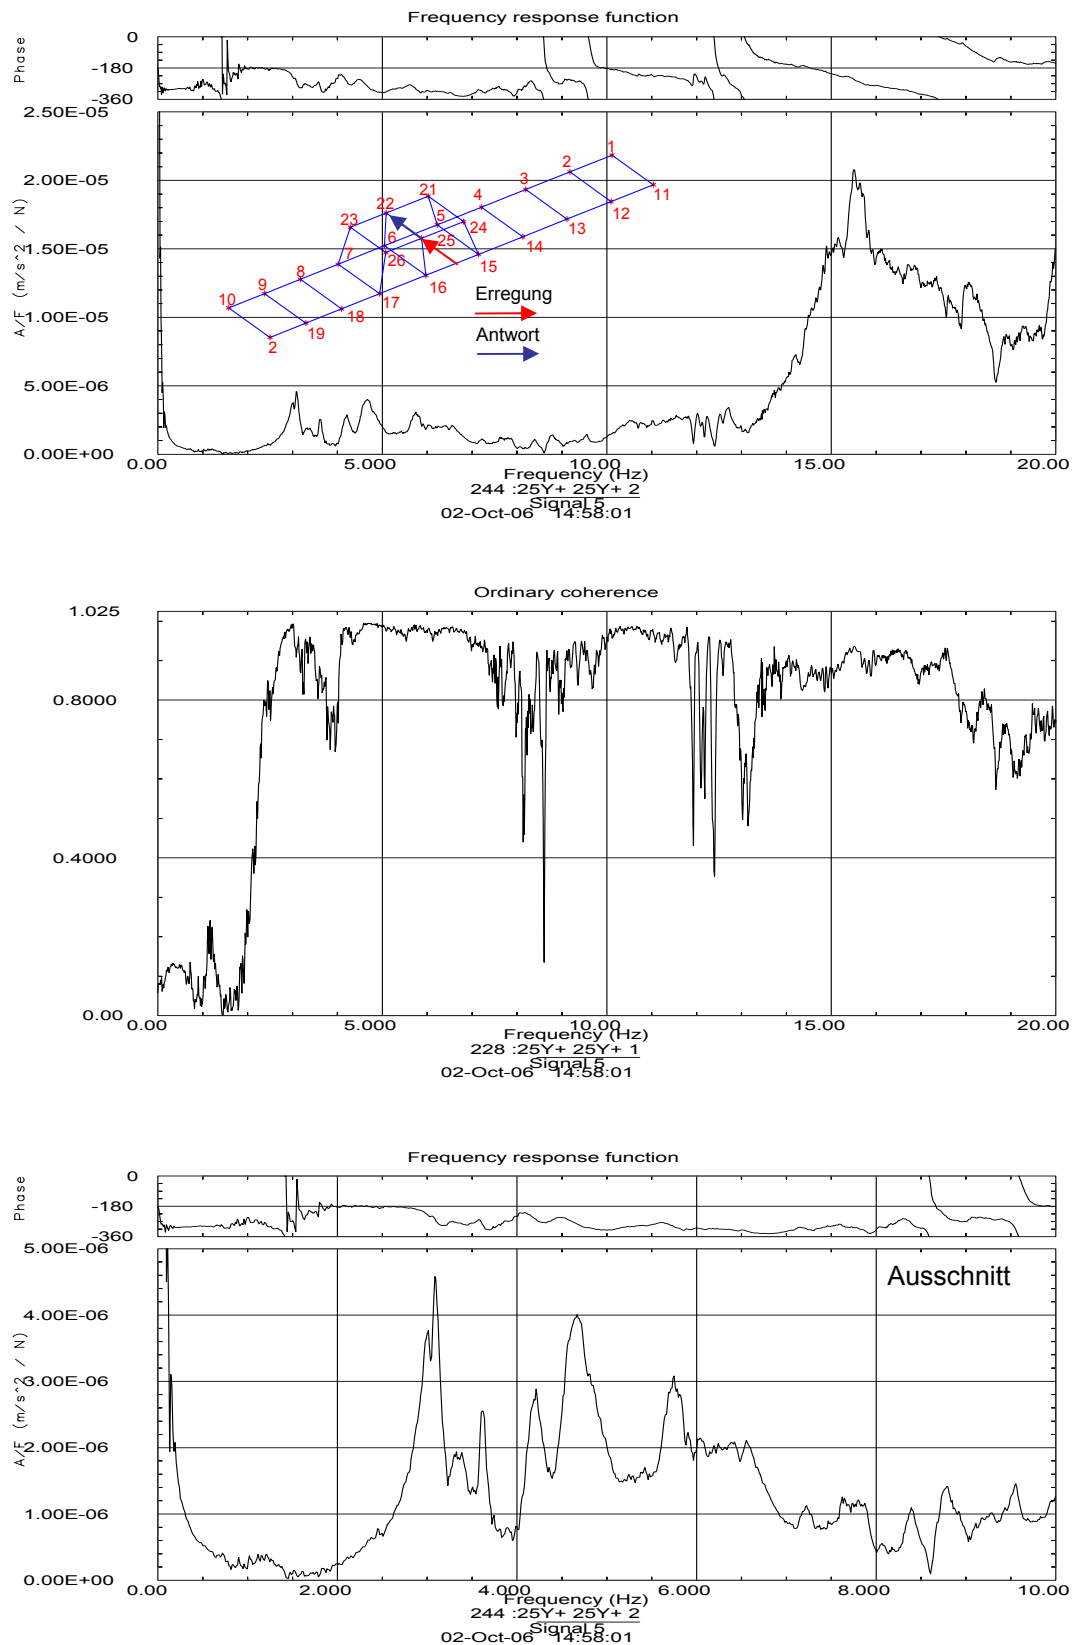 Frequency response function
Phase
0
-180
-360
A/F (m/s^2 / N)
2.50E-05
2.00E-05
1.50E-05
1.00E-05
5.00E-06
0.00E+00
1
2
3
4
5
6
7
8
9
10
11
12
13
14
15
16
17
18
19
2
21
22
23
24
25
26
Erregung
Antwort
0.00 5.000 10.00 15.00 20.00
Frequency (Hz)
244 :25Y+ 25Y+ 2
Signal 5
02-Oct-06 14:58:01
Ordinary coherence
1.025
0.8000
0.4000
0.00
0.00 5.000 10.00 15.00 20.00
Frequency (Hz)
228 :25Y+ 25Y+ 1
Signal 5
02-Oct-06 14:58:01
Frequency response function
Phase
0
-180
-360
A/F (m/s^2 / N)
5.00E-06
4.00E-06
3.00E-06
2.00E-06
1.00E-06
0.00E+00
Ausschnitt
0.00 2.000 4.000 6.000 8.000 10.00
Frequency (Hz)
244 :25Y+ 25Y+ 2
Signal 5
02-Oct-06 14:58:01